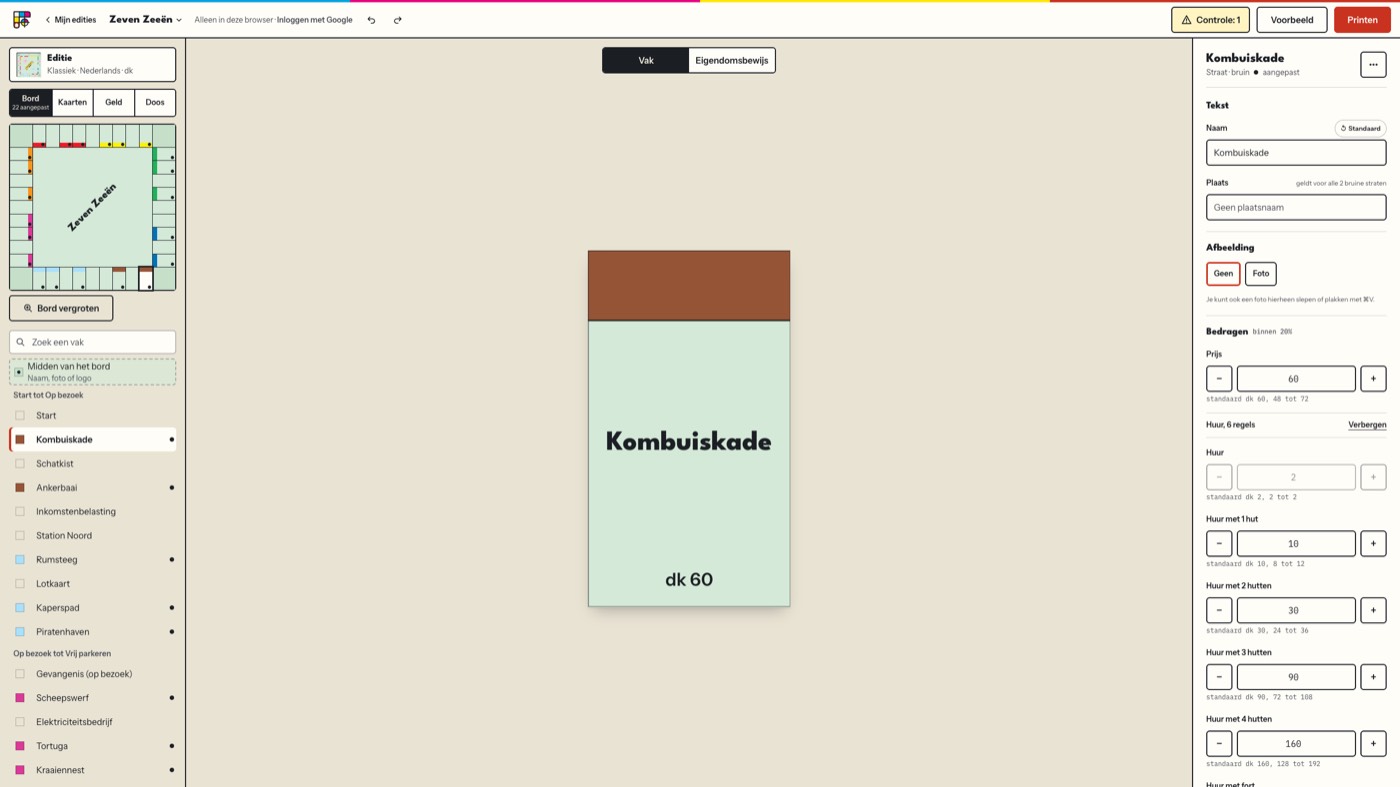 Mijn edities
Zeven Zeeën
Alleen in deze browser · Inloggen met Google
Controle: 1
Voorbeeld
Printen
Editie
Klassiek · Nederlands · dk
Bord
22 aangepast
Kaarten
Geld
Doos
Zeven Zeeën
Bord vergroten
Zoek een vak
Midden van het bord
Naam, foto of logo
Start tot Op bezoek
Start
Kombuiskade
Schatkist
Ankerbaai
Inkomstenbelasting
Station Noord
Rumsteeg
Lotkaart
Kaperspad
Piratenhaven
Op bezoek tot Vrij parkeren
Gevangenis (op bezoek)
Scheepswerf
Elektriciteitsbedrijf
Tortuga
Kraaiennest
Vak
Eigendomsbewijs
Kombuiskade
dk 60
Kombuiskade
Straat · bruin ● aangepast
Tekst
Naam
Standaard
Kombuiskade
Plaats
geldt voor alle 2 bruine straten
Geen plaatsnaam
Afbeelding
Geen
Foto
Je kunt ook een foto hierheen slepen of plakken met ⌘V.
Bedragen binnen 20%
Prijs
− 60 +
standaard dk 60, 48 tot 72
Huur, 6 regels
Verbergen
Huur
− 2 +
standaard dk 2, 2 tot 2
Huur met 1 hut
− 10 +
standaard dk 10, 8 tot 12
Huur met 2 hutten
− 30 +
standaard dk 30, 24 tot 36
Huur met 3 hutten
− 90 +
standaard dk 90, 72 tot 108
Huur met 4 hutten
− 160 +
standaard dk 160, 128 tot 192
Huur met fort